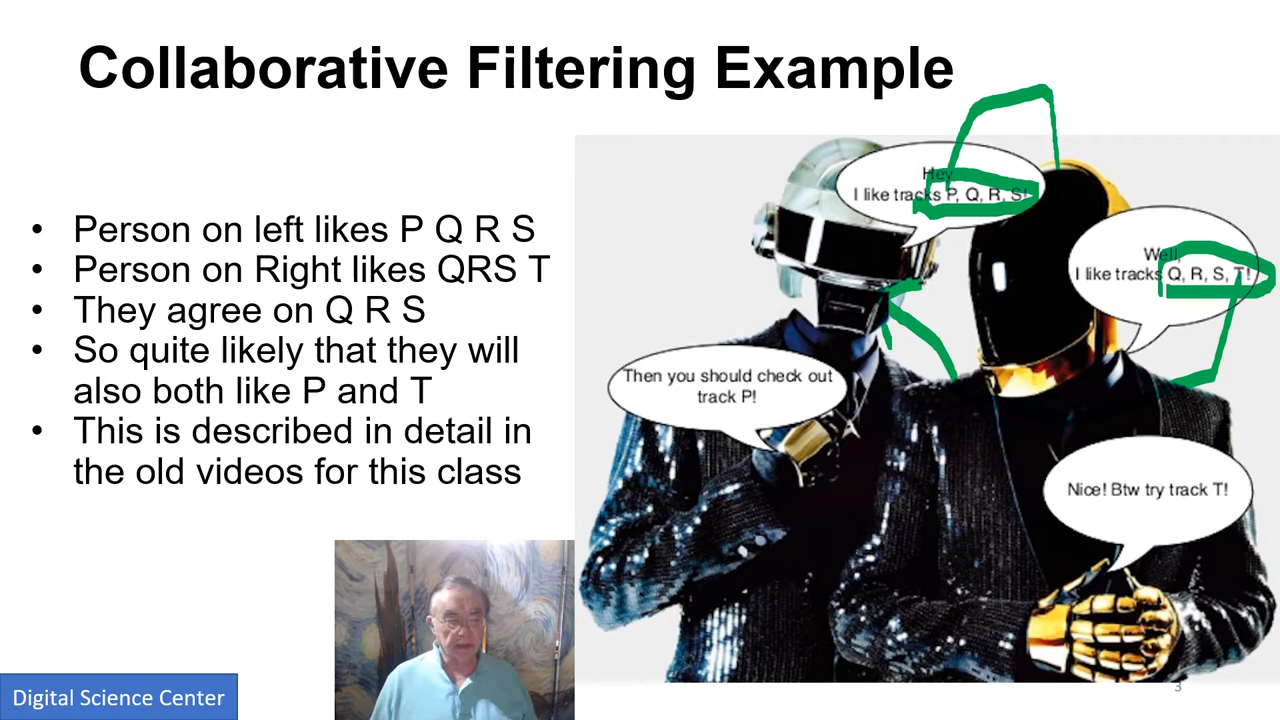 Collaborative Filtering Example
• Person on left likes P Q R S
• Person on Right likes QRS T
• They agree on Q R S
• So quite likely that they will
also both like P and T
• This is described in detail in
the old videos for this class
Hey,
I like tracks P, Q, R, S!
Well,
I like tracks Q, R, S, T!
Then you should check out
track P!
Nice! Btw try track T!
Digital Science Center
3